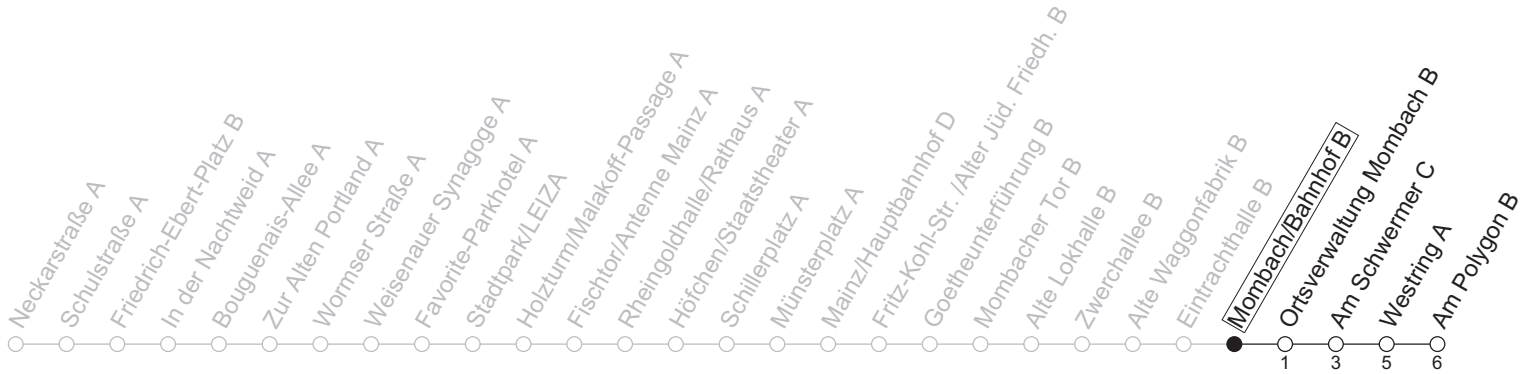 Neckarstraße A
Schulstraße A
Friedrich-Ebert-Platz B
In der Nachtweid A
Bouguenais-Allee A
Zur Alten Portland A
Wormser Straße A
Weisenauer Synagoge A
Favorite-Parkhotel A
Stadtpark/LEIZA
Holzturm/Malakoff-Passage A
Fischtor/Antenne Mainz A
Rheingoldhalle/Rathaus A
Höfchen/Staatstheater A
Schillerplatz A
Münsterplatz A
Mainz/Hauptbahnhof D
Fritz-Kohl-Str. /Alter Jüd. Friedh. B
Goetheunterführung B
Mombacher Tor B
Alte Lokhalle B
Zwerchallee B
Alte Waggonfabrik B
Eintrachthalle B
Mombach/Bahnhof B
Ortsverwaltung Mombach B
Am Schwermer C
Westring A
Am Polygon B
1 3 5 6